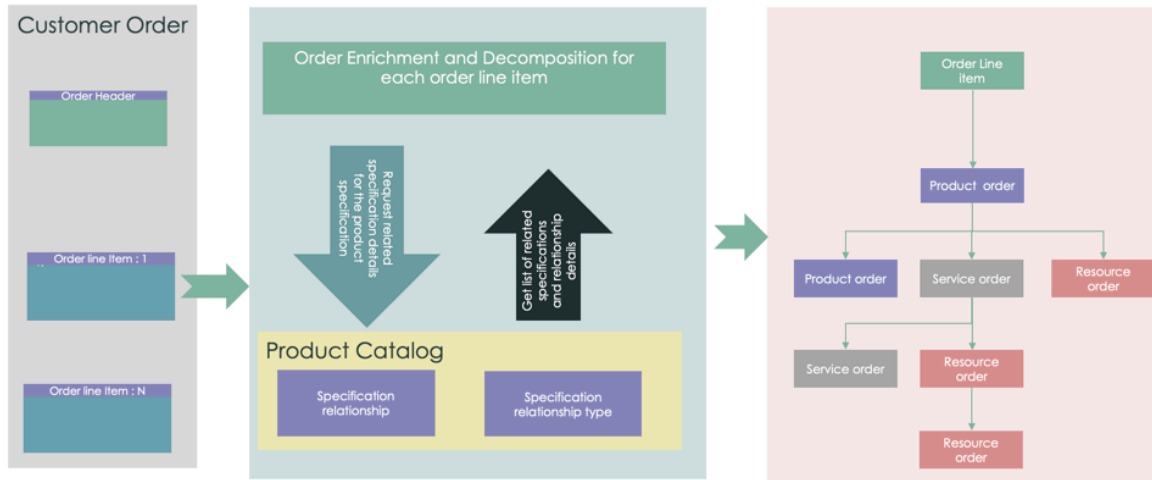 Customer Order
Order Header
Order line Item : 1
Order line Item : N
Order Enrichment and Decomposition for
each order line item
Request related
specification details
for the product
specification
Get list of related
specifications
and relationship
details
Product Catalog
Specification
relationship
Specification
relationship type
Order Line
item
Product order
Product order
Service order
Resource
order
Service order
Resource
order
Resource
order